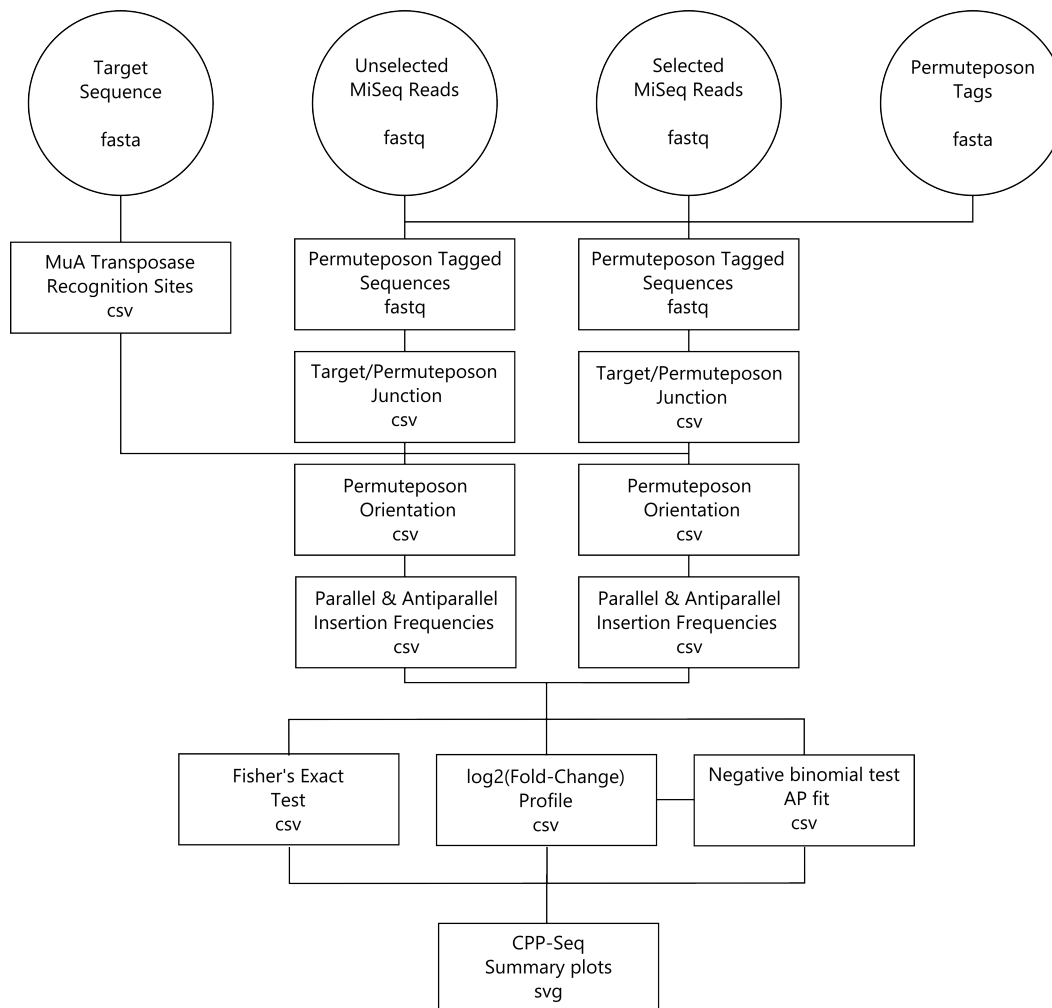 Target
Sequence
fasta
Unselected
MiSeq Reads
fastq
Selected
MiSeq Reads
fastq
Permuteposon
Tags
fasta
MuA Transposase
Recognition Sites
csv
Permuteposon Tagged
Sequences
fastq
Permuteposon Tagged
Sequences
fastq
Target/Permuteposon
Junction
csv
Target/Permuteposon
Junction
csv
Permuteposon
Orientation
csv
Permuteposon
Orientation
csv
Parallel & Antiparallel
Insertion Frequencies
csv
Parallel & Antiparallel
Insertion Frequencies
csv
Fisher's Exact
Test
csv
log2(Fold-Change)
Profile
csv
Negative binomial test
AP fit
csv
CPP-Seq
Summary plots
svg